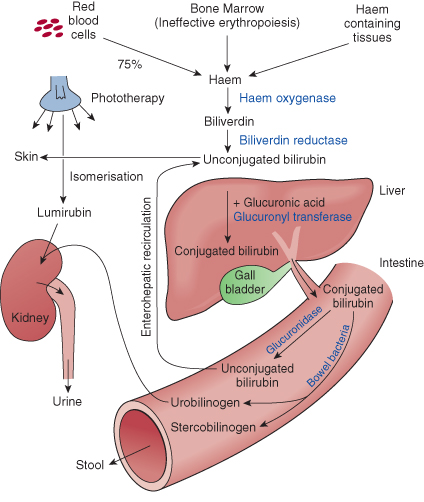 Red
blood
cells
Bone Marrow
(Ineffective erythropoiesis)
Haem
containing
tissues
75%
Haem
Phototherapy
Haem oxygenase
Biliverdin
Biliverdin reductase
Skin
Unconjugated bilirubin
Isomerisation
Liver
+ Glucuronic acid
Glucuronyl transferase
Lumirubin
Enterohepatic recirculation
Conjugated bilirubin
Intestine
Gall
bladder
Conjugated
bilirubin
Kidney
Glucuronidase
Bowel bacteria
Unconjugated
bilirubin
Urine
Urobilinogen
Stercobilinogen
Stool